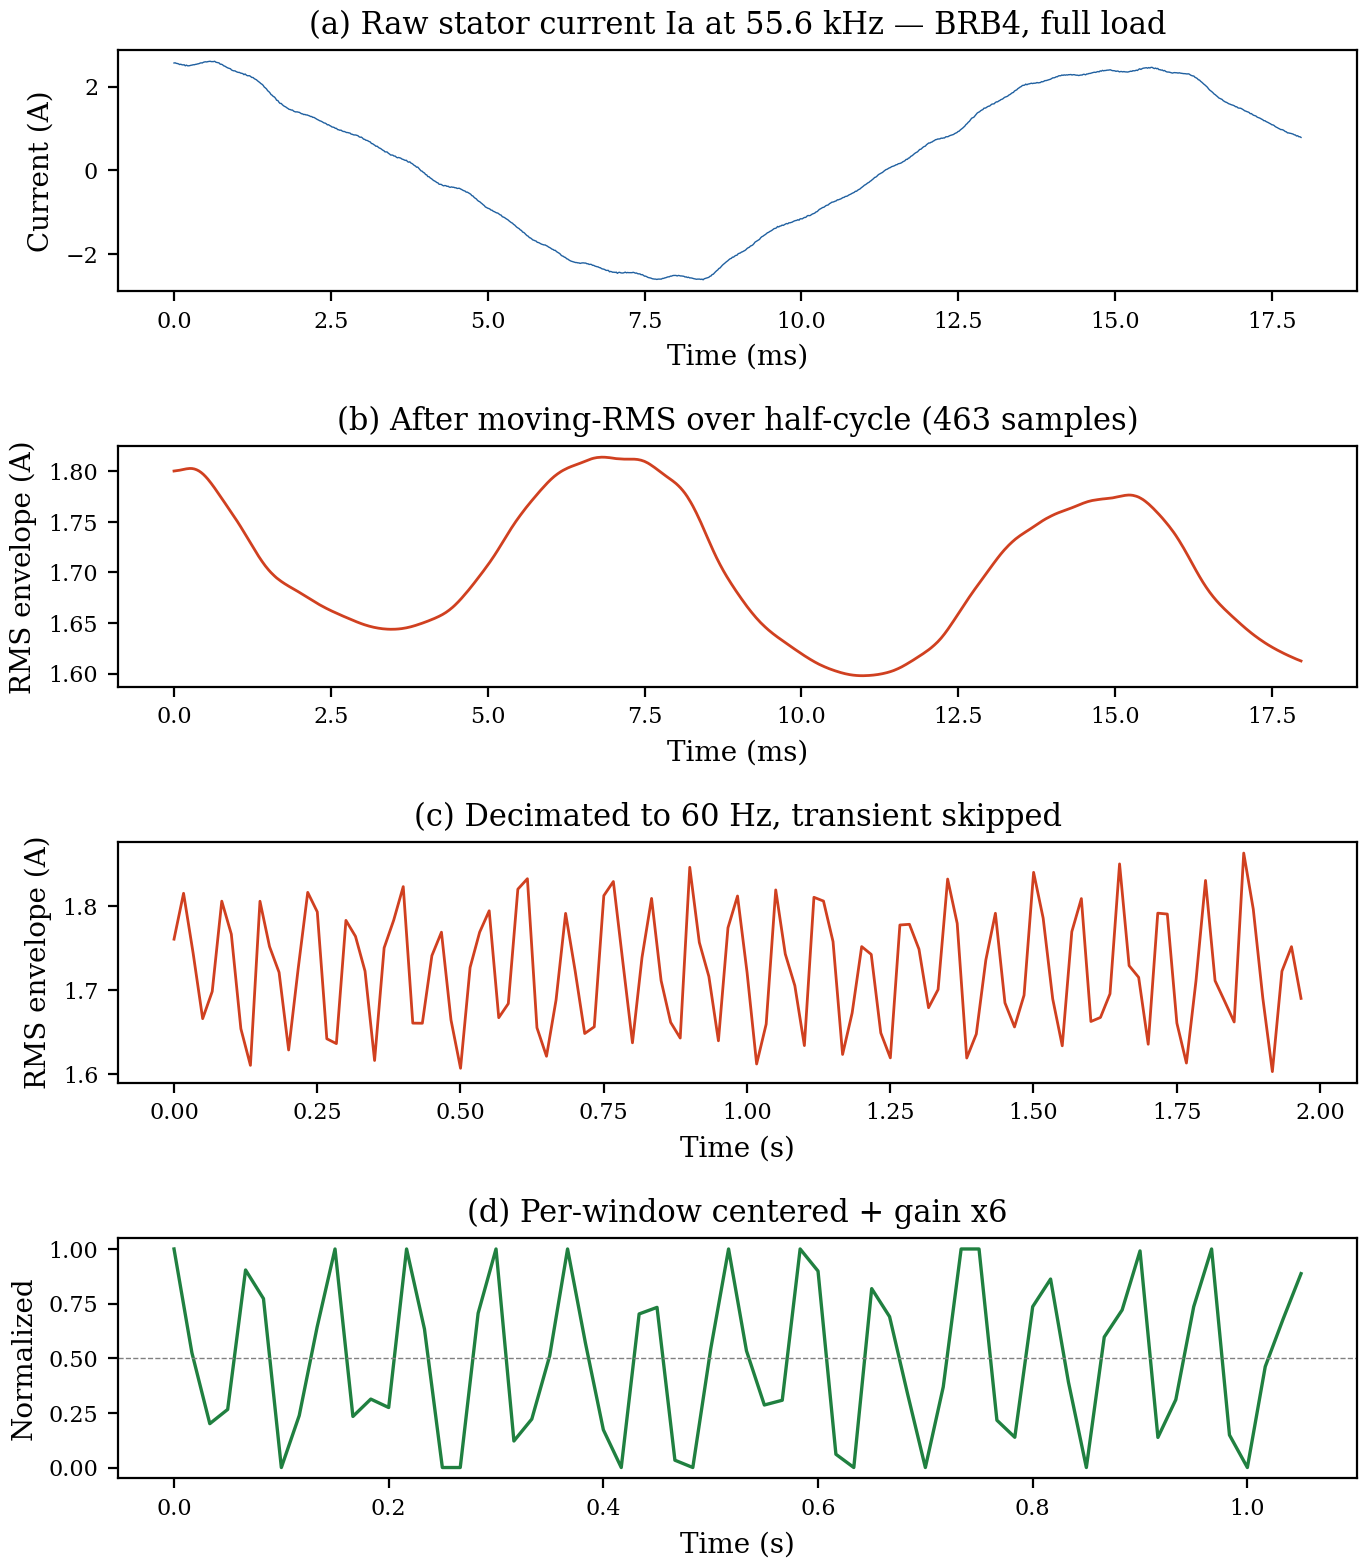 (a) Raw stator current Ia at 55.6 kHz — BRB4, full load
Current (A)
2
0
−2
0.0 2.5 5.0 7.5 10.0 12.5 15.0 17.5
Time (ms)
(b) After moving-RMS over half-cycle (463 samples)
RMS envelope (A)
1.80
1.75
1.70
1.65
1.60
0.0 2.5 5.0 7.5 10.0 12.5 15.0 17.5
Time (ms)
(c) Decimated to 60 Hz, transient skipped
RMS envelope (A)
1.8
1.7
1.6
0.00 0.25 0.50 0.75 1.00 1.25 1.50 1.75 2.00
Time (s)
(d) Per-window centered + gain x6
Normalized
1.00
0.75
0.50
0.25
0.00
0.0 0.2 0.4 0.6 0.8 1.0
Time (s)